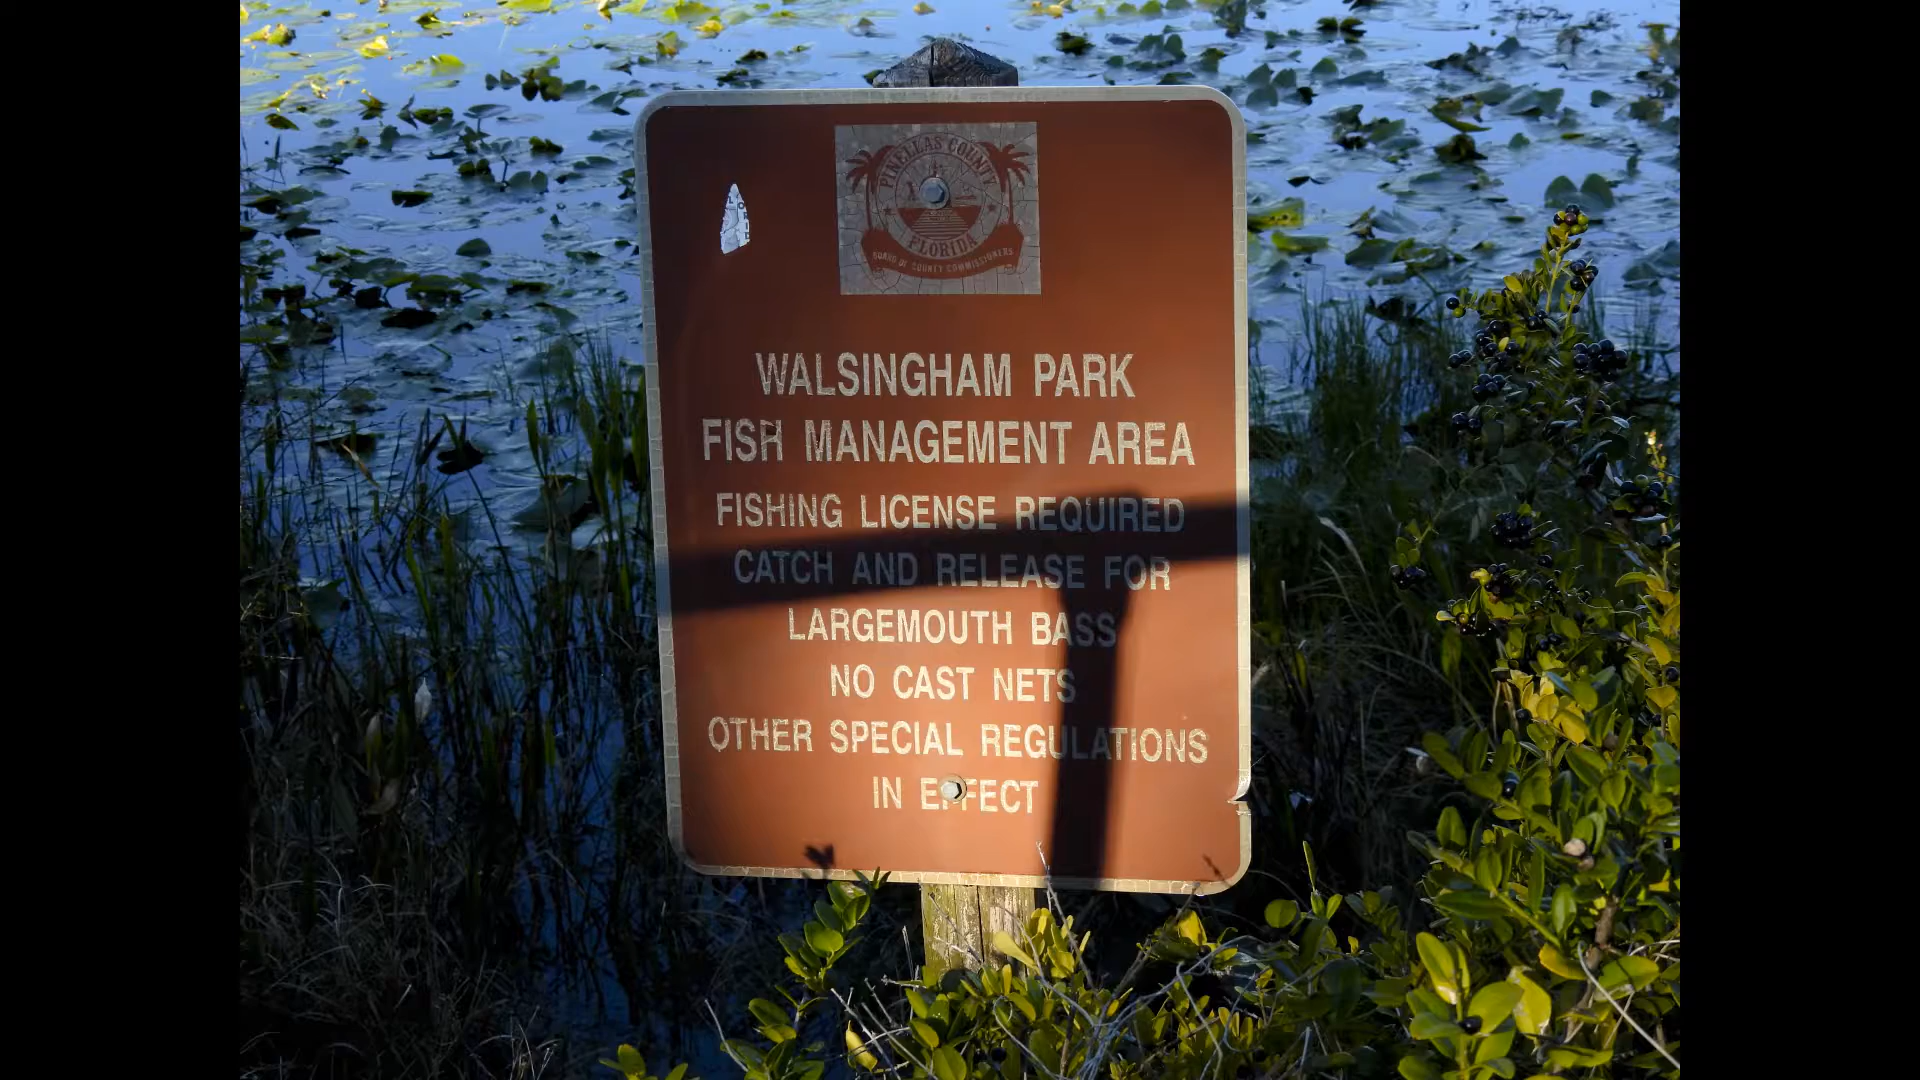 PINELLAS COUNTY
FLORIDA
BOARD OF COUNTY COMMISSIONERS
WALSINGHAM PARK
FISH MANAGEMENT AREA
FISHING LICENSE REQUIRED
CATCH AND RELEASE FOR
LARGEMOUTH BASS
NO CAST NETS
OTHER SPECIAL REGULATIONS
IN EFFECT